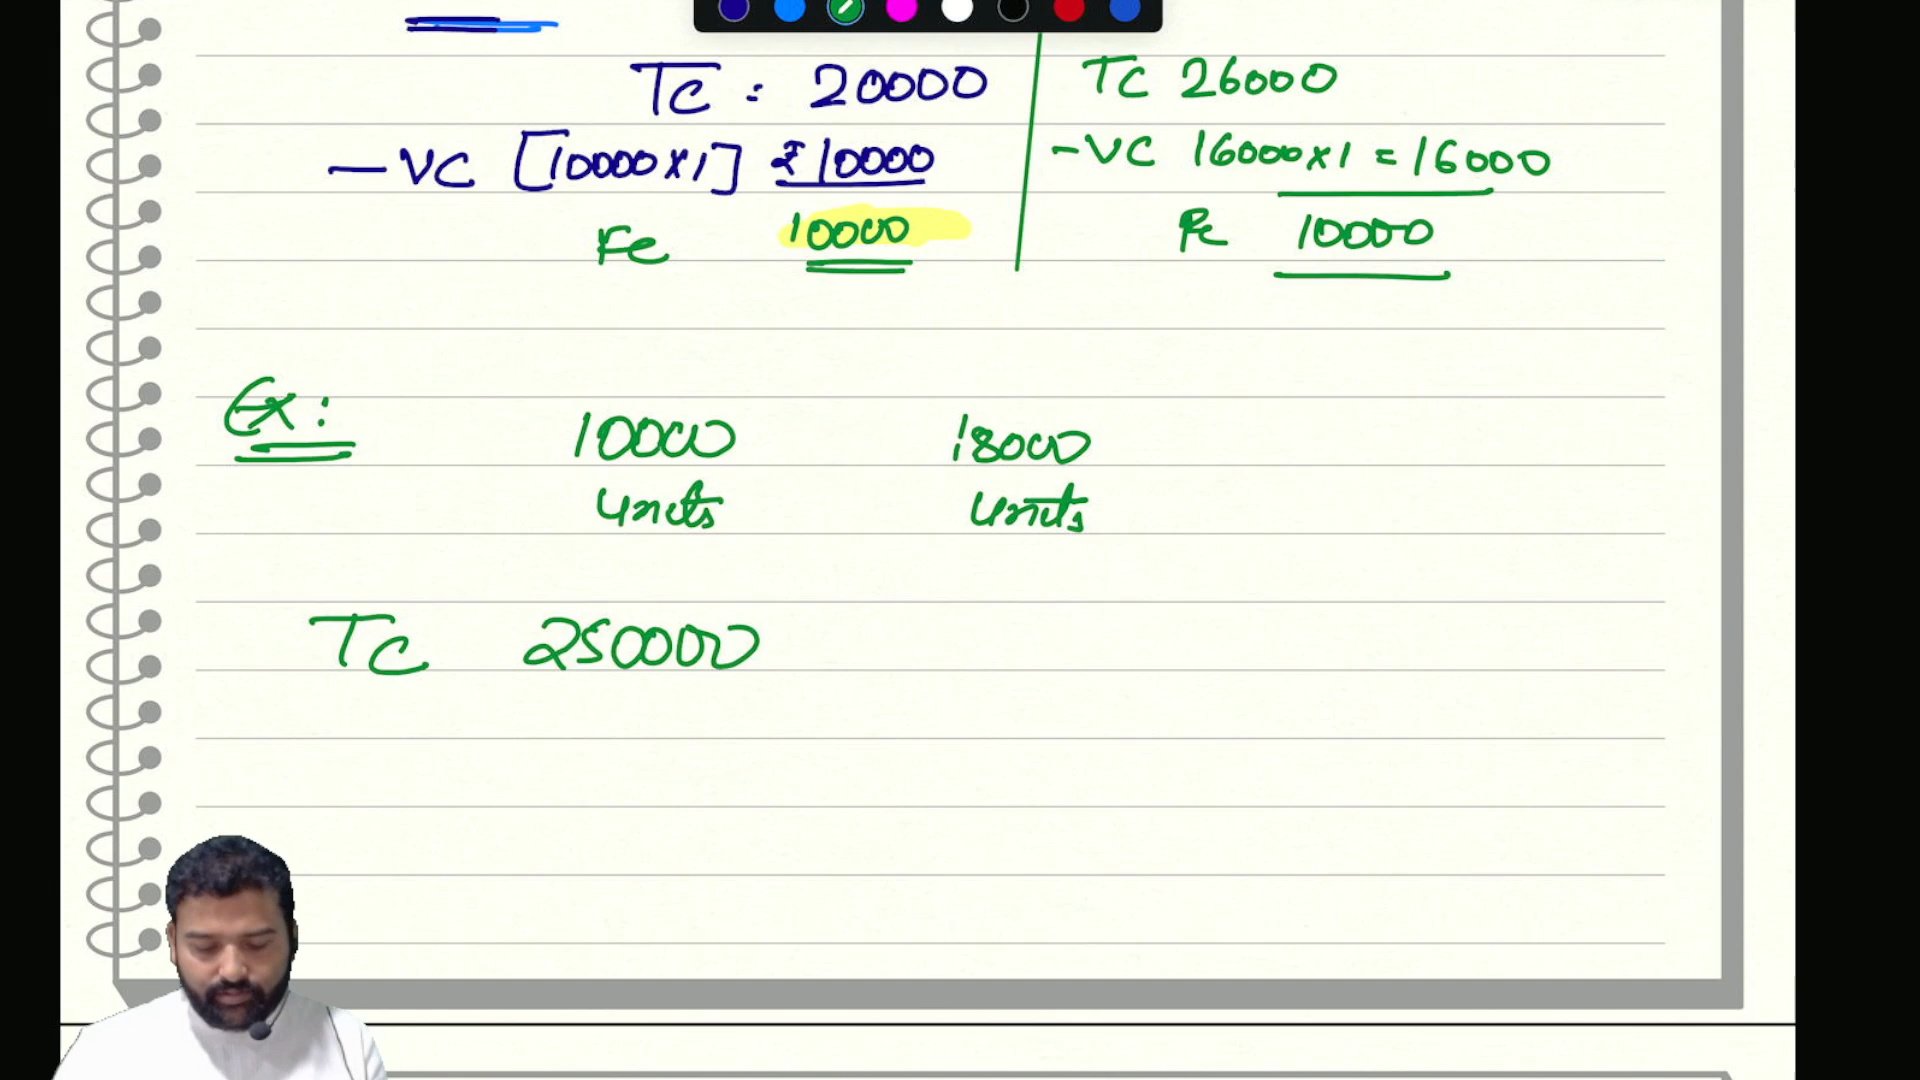 TC : 20000
TC 26000
- VC [10000×1] ₹10000
- VC 16000×1 = 16000
FC 10000
FC 10000
Ex:
10000 18000
Units Units
TC 250000